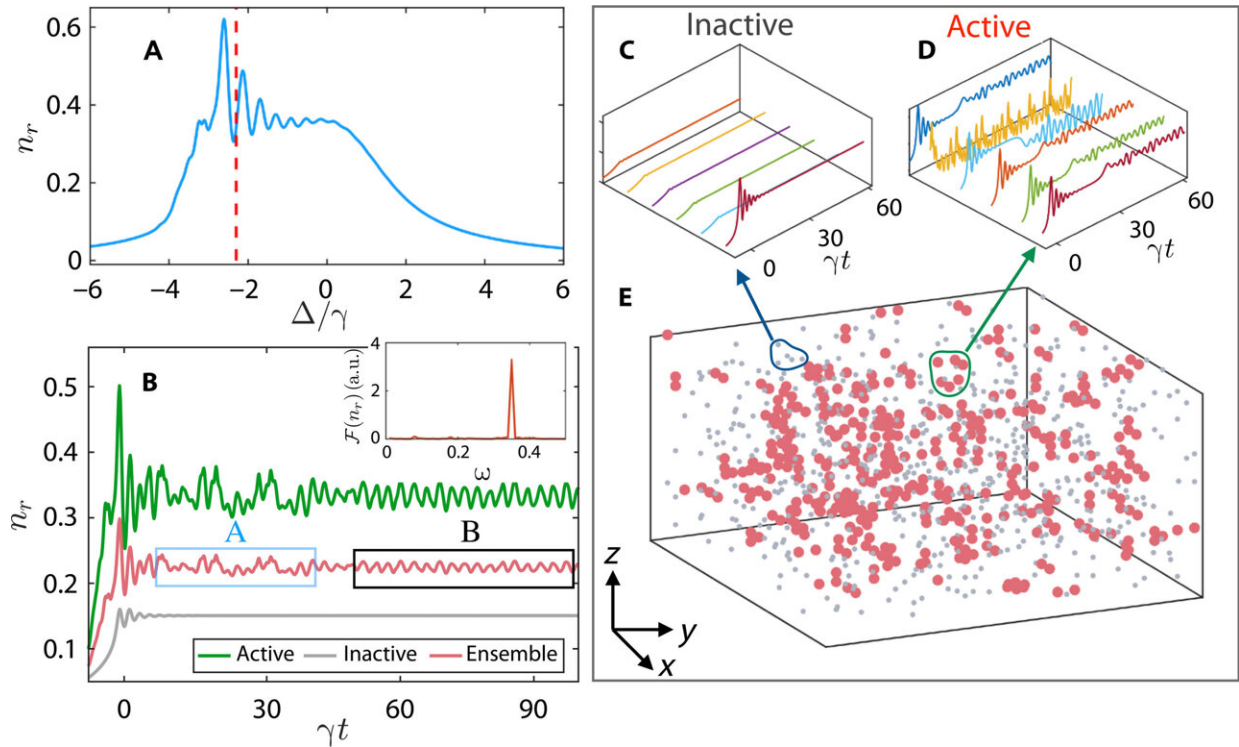 A
n_r
0.6
0.4
0.2
0
−6 −4 −2 0 2 4 6
Δ/γ
B
n_r
0.5
0.4
0.3
0.2
0.1
0 30 60 90
γt
F(n_r) (a.u.)
4
2
0
0 0.2 0.4
ω
A
B
Active Inactive Ensemble
Inactive
C
0 30 60
γt
Active
D
0 30 60
γt
E
z
y
x